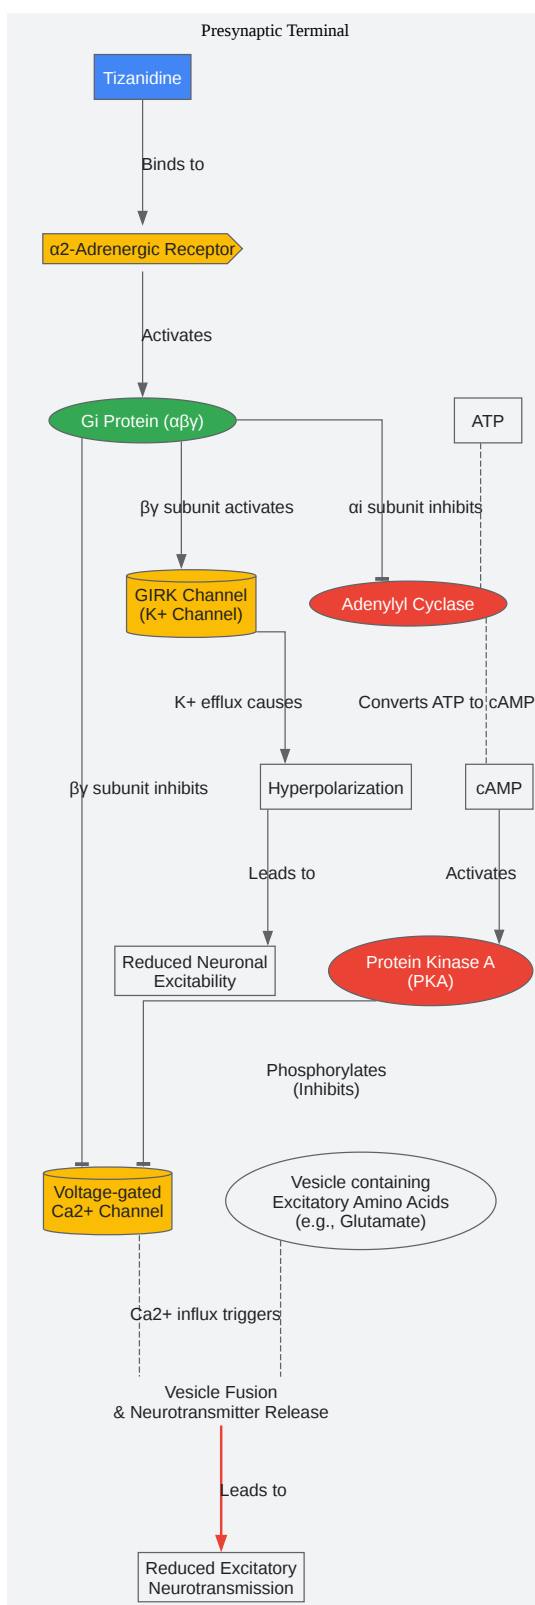 Presynaptic Terminal
Tizanidine
Binds to
α2-Adrenergic Receptor
Activates
Gi Protein (αβγ)
ATP
βγ subunit activates
αi subunit inhibits
GIRK Channel
(K+ Channel)
Adenylyl Cyclase
K+ efflux causes
Converts ATP to cAMP
βγ subunit inhibits
Hyperpolarization
cAMP
Leads to
Activates
Reduced Neuronal
Excitability
Protein Kinase A
(PKA)
Phosphorylates
(Inhibits)
Voltage-gated
Ca2+ Channel
Vesicle containing
Excitatory Amino Acids
(e.g., Glutamate)
Ca2+ influx triggers
Vesicle Fusion
& Neurotransmitter Release
Leads to
Reduced Excitatory
Neurotransmission